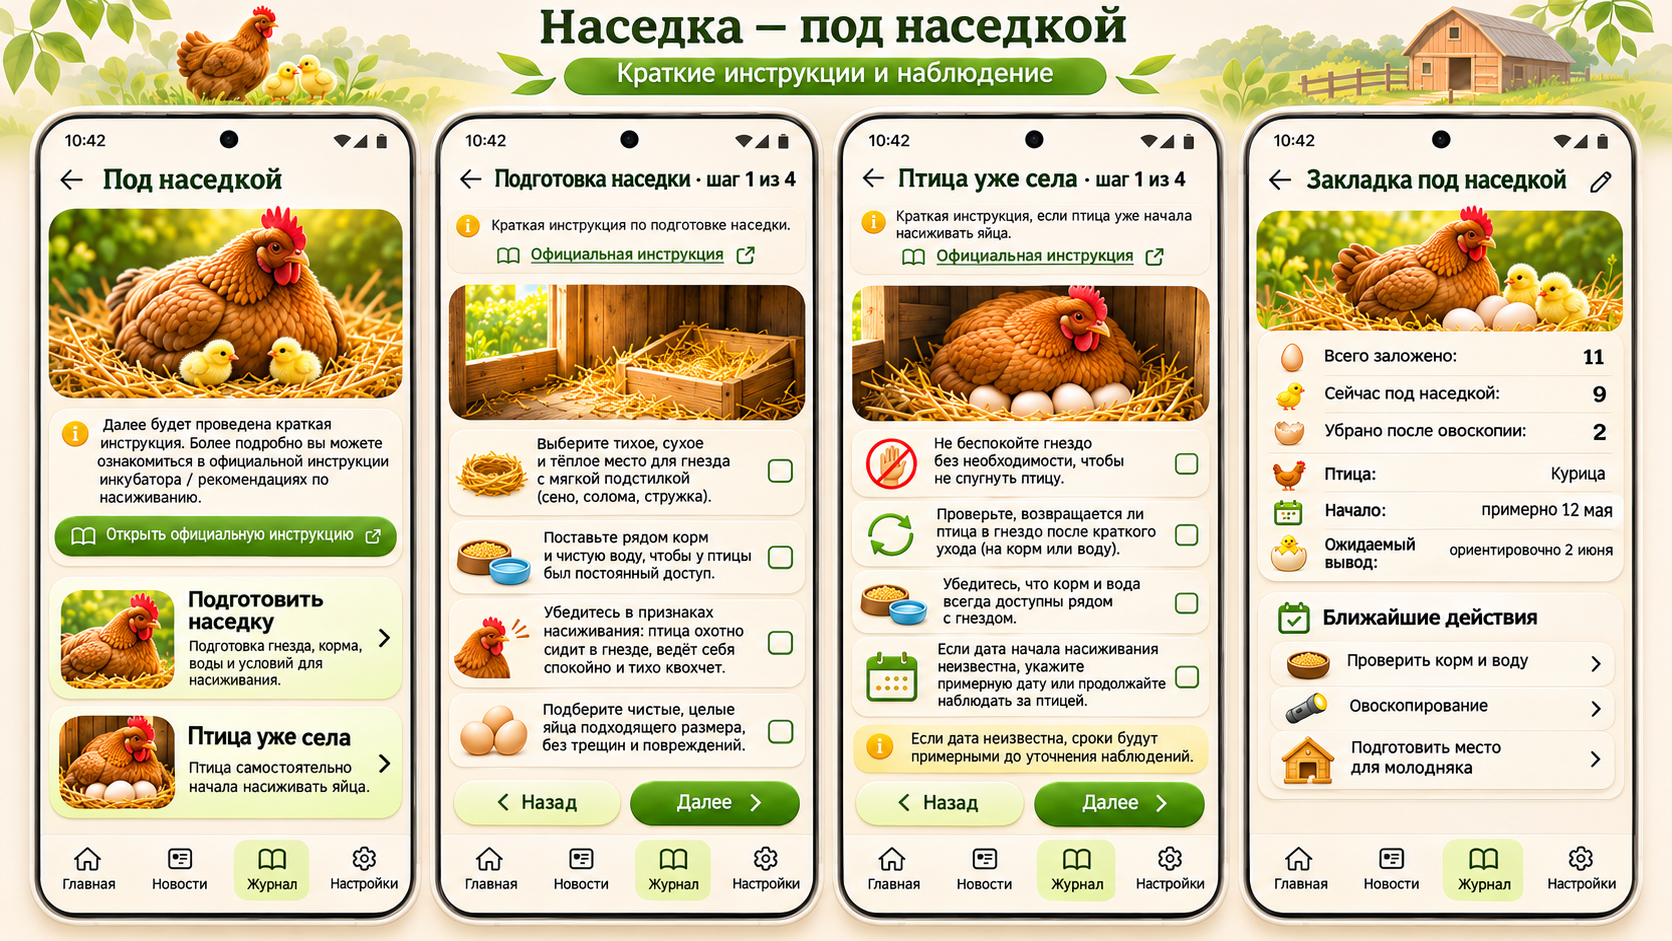 Наседка — под наседкой
Краткие инструкции и наблюдение
10:42
Под наседкой
Далее будет проведена краткая
инструкция. Более подробно вы можете
ознакомиться в официальной инструкции
инкубатора / рекомендациях по
насиживанию.
Открыть официальную инструкцию
Подготовить
наседку
Подготовка гнезда, корма,
воды и условий для
насиживания.
Птица уже села
Птица самостоятельно
начала насиживать яйца.
Главная
Новости
Журнал
Настройки
10:42
Подготовка наседки · шаг 1 из 4
Краткая инструкция по подготовке наседки.
Официальная инструкция
Выберите тихое, сухое
и тёплое место для гнезда
с мягкой подстилкой
(сено, солома, стружка).
Поставьте рядом корм
и чистую воду, чтобы у птицы
был постоянный доступ.
Убедитесь в признаках
насиживания: птица охотно
сидит в гнезде, ведёт себя
спокойно и тихо квохчет.
Подберите чистые, целые
яйца подходящего размера,
без трещин и повреждений.
Назад
Далее
Главная
Новости
Журнал
Настройки
10:42
Птица уже села · шаг 1 из 4
Краткая инструкция, если птица уже начала
насиживать яйца.
Официальная инструкция
Не беспокойте гнездо
без необходимости, чтобы
не спугнуть птицу.
Проверьте, возвращается ли
птица в гнездо после краткого
ухода (на корм или воду).
Убедитесь, что корм и вода
всегда доступны рядом
с гнездом.
Если дата начала насиживания
неизвестна, укажите
примерную дату или продолжайте
наблюдать за птицей.
Если дата неизвестна, сроки будут
примерными до уточнения наблюдений.
Назад
Далее
Главная
Новости
Журнал
Настройки
10:42
Закладка под наседкой
Всего заложено: 11
Сейчас под наседкой: 9
Убрано после овоскопии: 2
Птица: Курица
Начало: примерно 12 мая
Ожидаемый
вывод: ориентировочно 2 июня
Ближайшие действия
Проверить корм и воду
Овоскопирование
Подготовить место
для молодняка
Главная
Новости
Журнал
Настройки